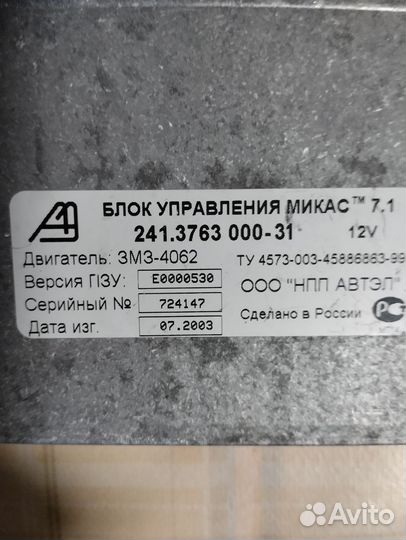 БЛОК УПРАВЛЕНИЯ МИКАС™ 7.1
241.3763 000-31 12V
Двигатель: ЗМЗ-4062 ТУ 4573-003-45886863-99
Версия ПЗУ: E0000530 ООО "НПП АВТЭЛ"
Серийный № 724147
Дата изг. 07.2003 Сделано в России
Avito